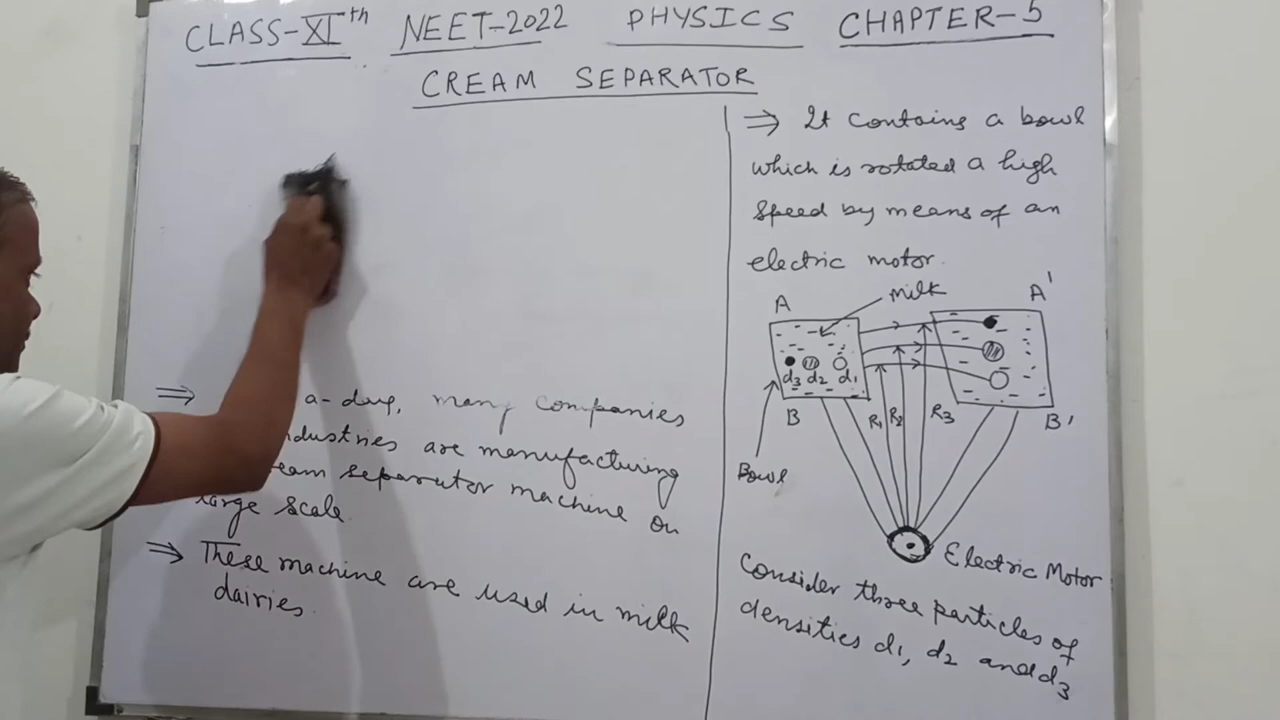 CLASS-XIth NEET-2022 PHYSICS CHAPTER-5
CREAM SEPARATOR
⇒ a-day, many companies
ndustries are manufacturing
eam separator machine on
large scale
⇒ These machine are used in milk
dairies.
⇒ It contains a bowl
which is rotated a high
speed by means of an
electric motor.
A Milk A'
d3 d2 d1
B R1 R2 R3 B'
Bowl
Electric Motor
Consider three particles of
densities d1, d2 and d3